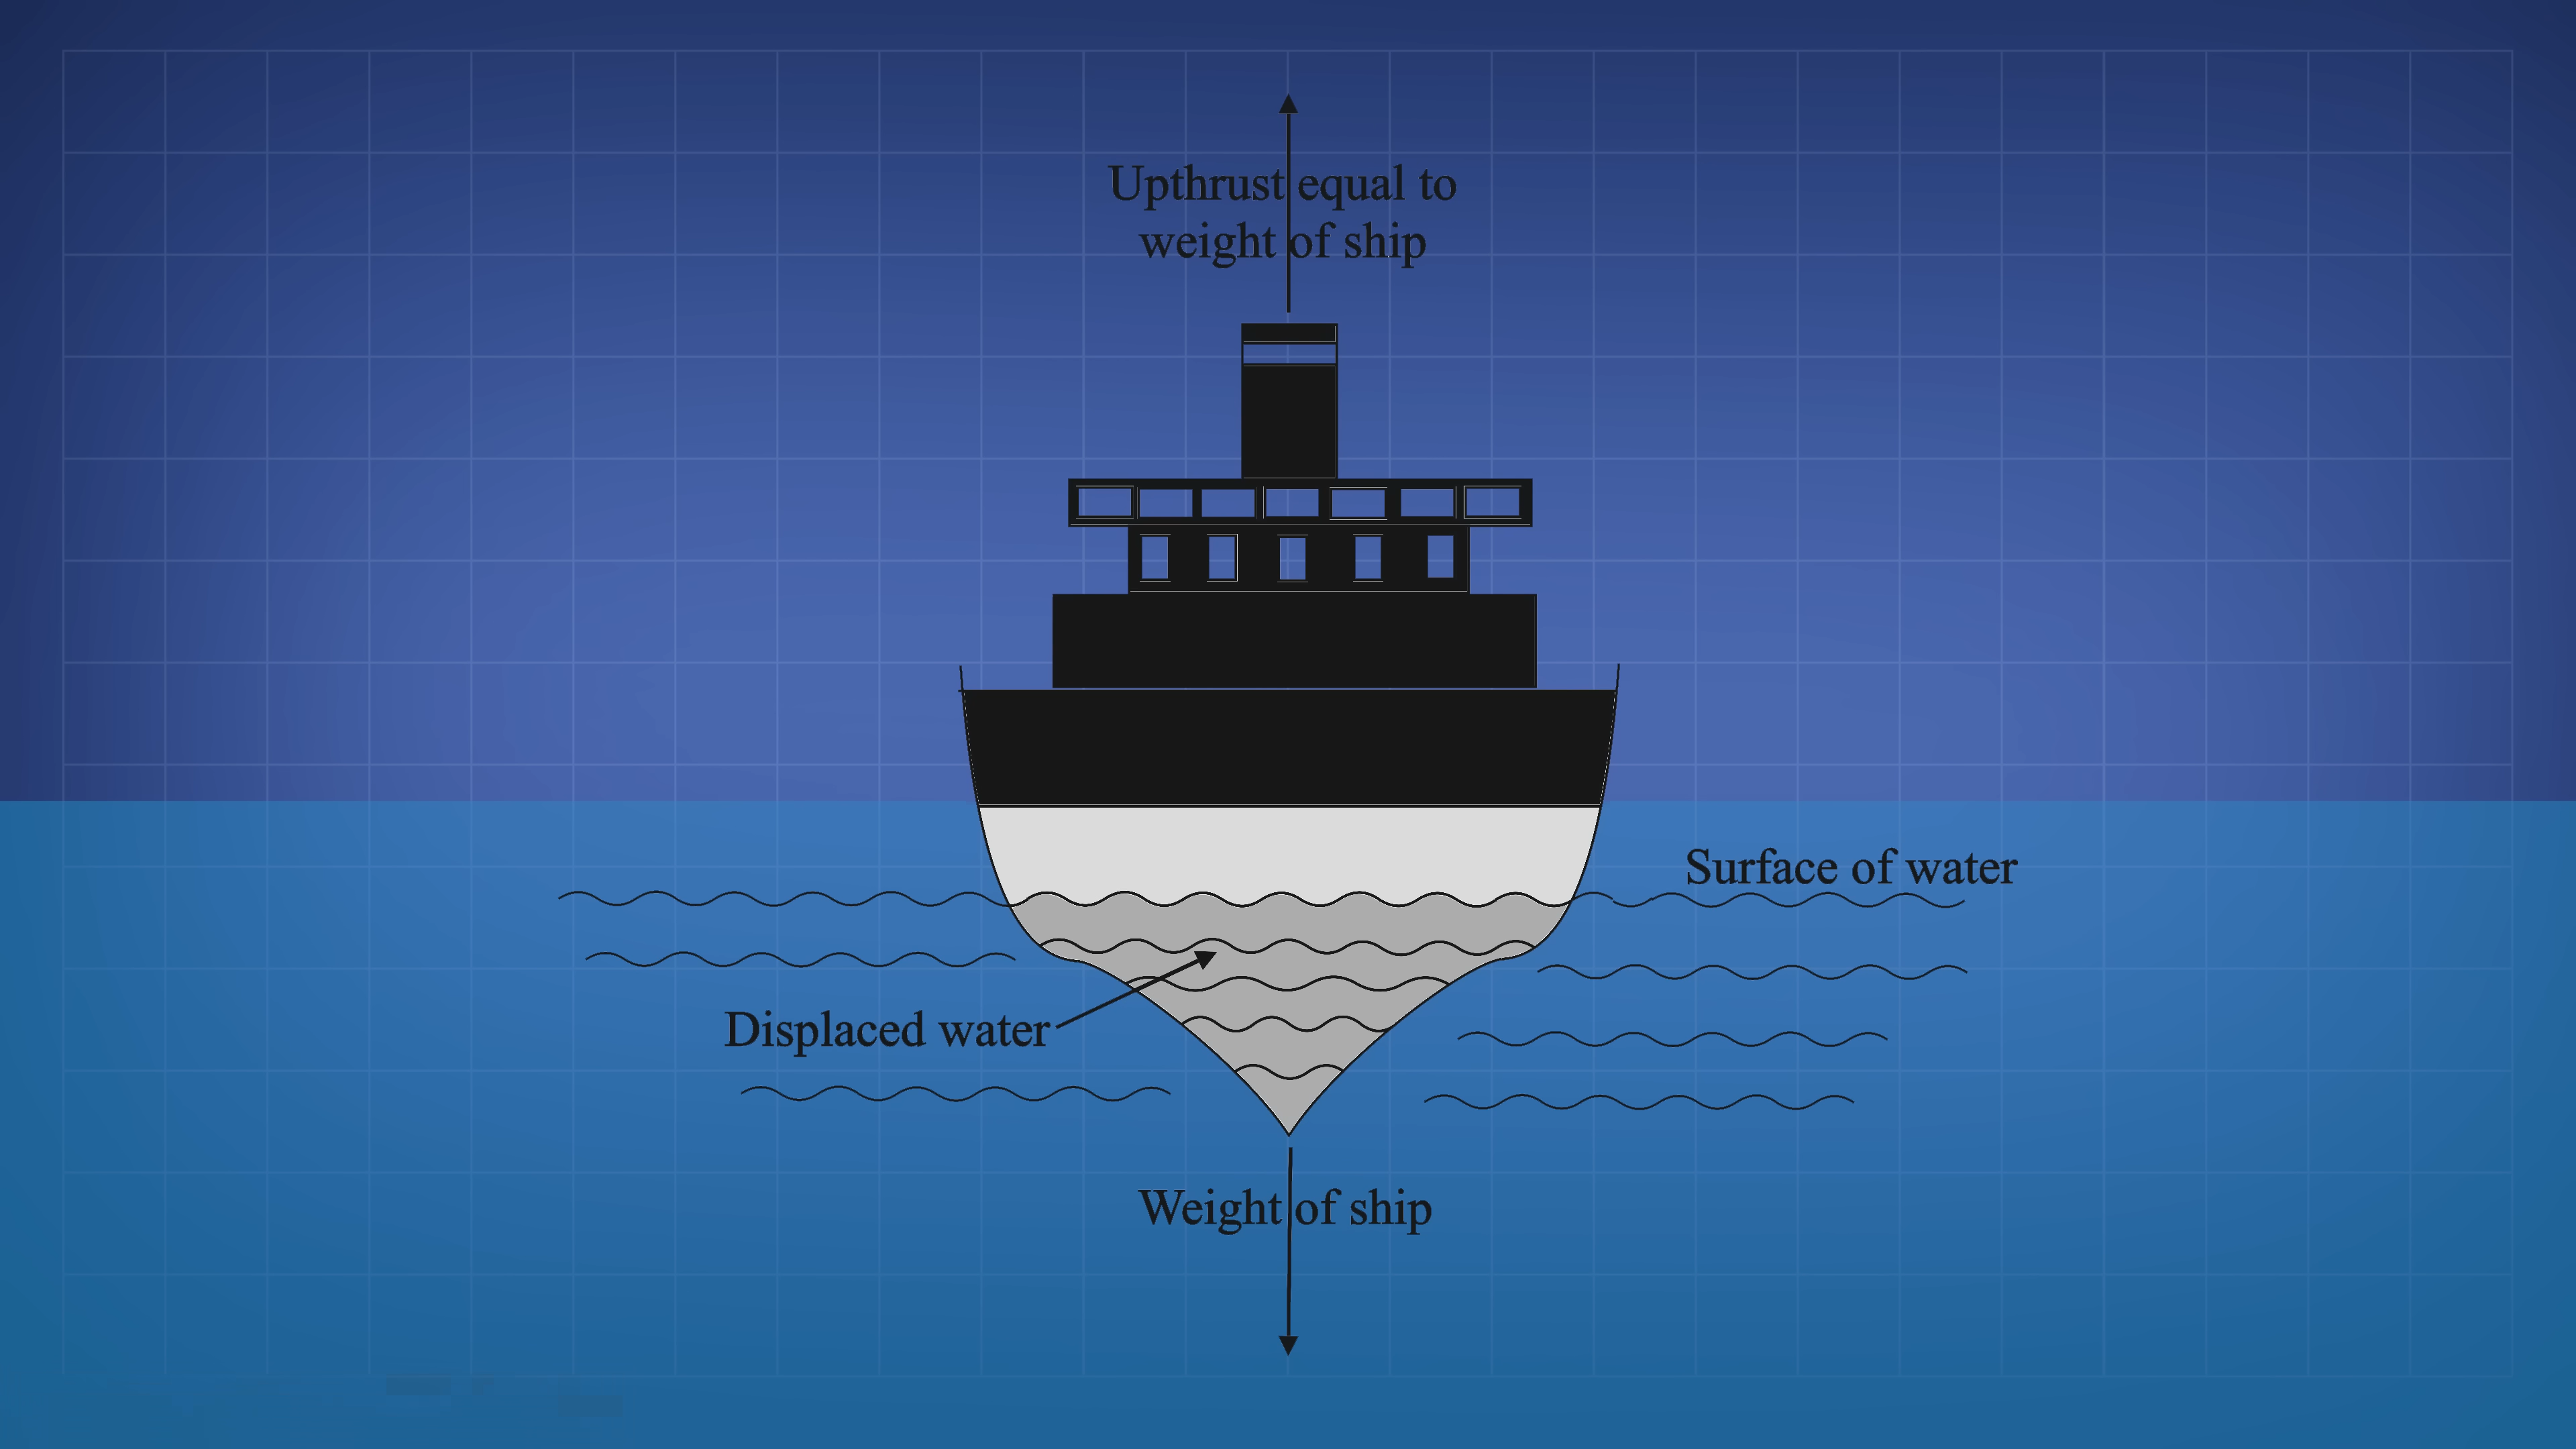 Upthrust equal to
weight of ship
Surface of water
Displaced water
Weight of ship